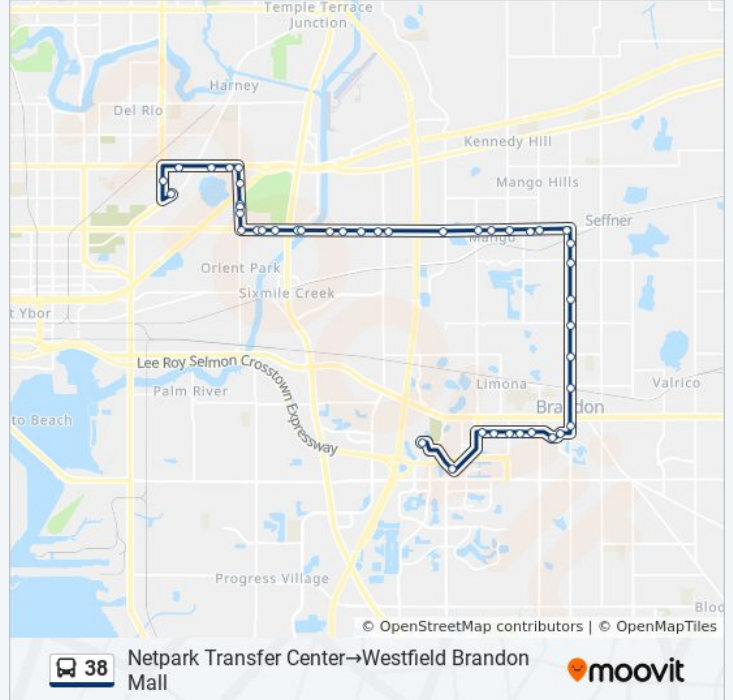 Temple Terrace
Junction
Harney
Del Rio
Kennedy Hill
Mango Hills
Seffner
Mango
Orient Park
Sixmile Creek
t Ybor
Lee Roy Selmon Crosstown Expressway
Palm River
Limona
Valrico
Brandon
to Beach
Progress Village
Bloo
© OpenStreetMap contributors | © OpenMapTiles
38
Netpark Transfer Center→Westfield Brandon
Mall
moovit